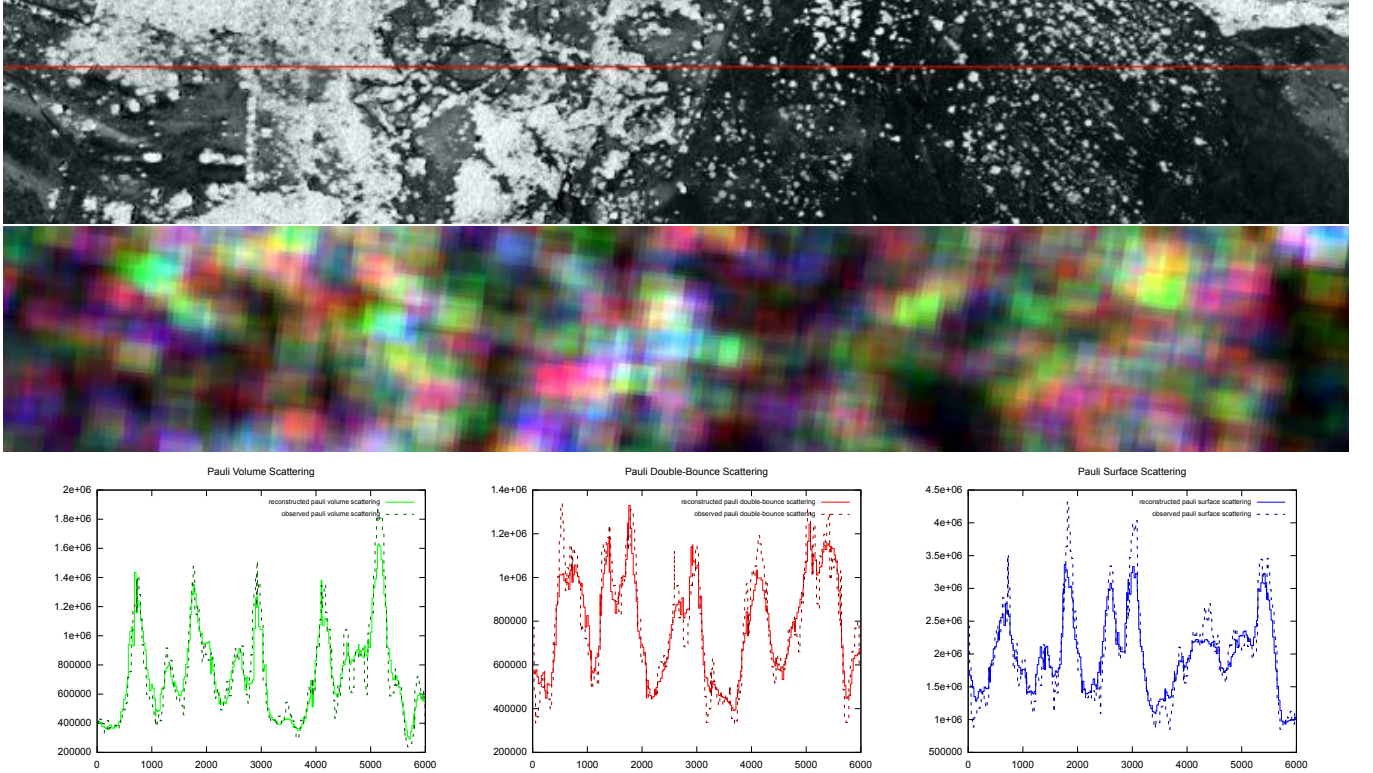 Pauli Volume Scattering
2e+06
1.8e+06
1.6e+06
1.4e+06
1.2e+06
1e+06
800000
600000
400000
200000
0 1000 2000 3000 4000 5000 6000
reconstructed pauli volume scattering
observed pauli volume scattering
Pauli Double-Bounce Scattering
1.4e+06
1.2e+06
1e+06
800000
600000
400000
200000
0 1000 2000 3000 4000 5000 6000
reconstructed pauli double-bounce scattering
observed pauli double-bounce scattering
Pauli Surface Scattering
4.5e+06
4e+06
3.5e+06
3e+06
2.5e+06
2e+06
1.5e+06
1e+06
500000
0 1000 2000 3000 4000 5000 6000
reconstructed pauli surface scattering
observed pauli surface scattering